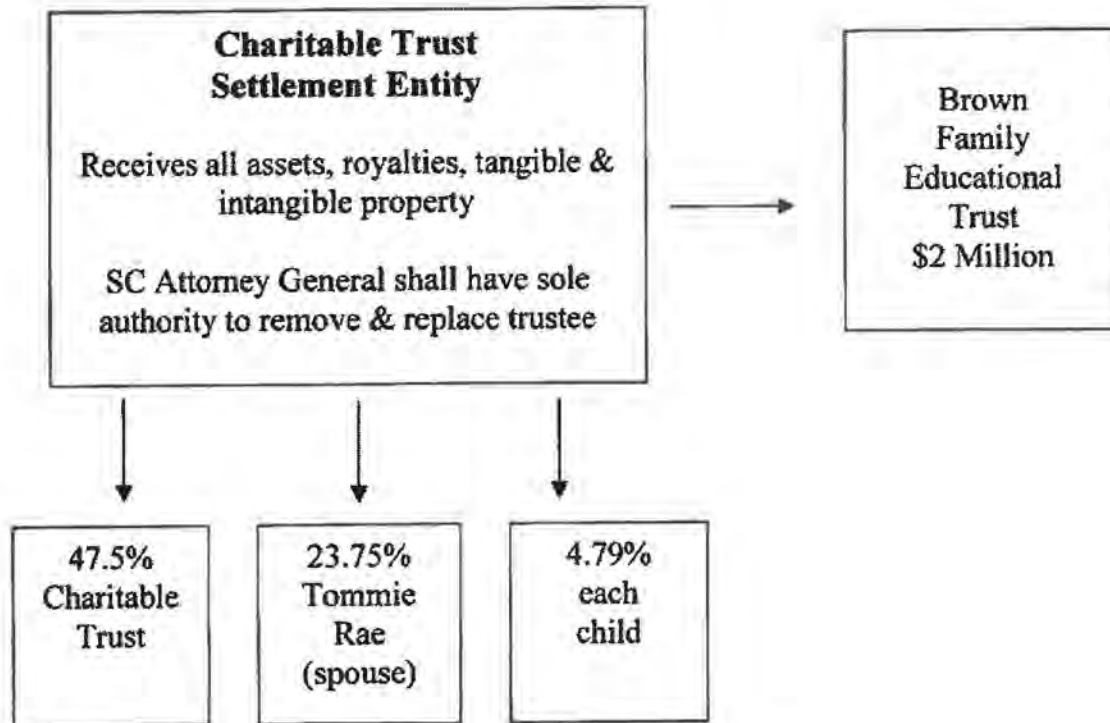 Charitable Trust
Settlement Entity
Receives all assets, royalties, tangible &
intangible property
SC Attorney General shall have sole
authority to remove & replace trustee
Brown
Family
Educational
Trust
$2 Million
47.5%
Charitable
Trust
23.75%
Tommie
Rae
(spouse)
4.79%
each
child